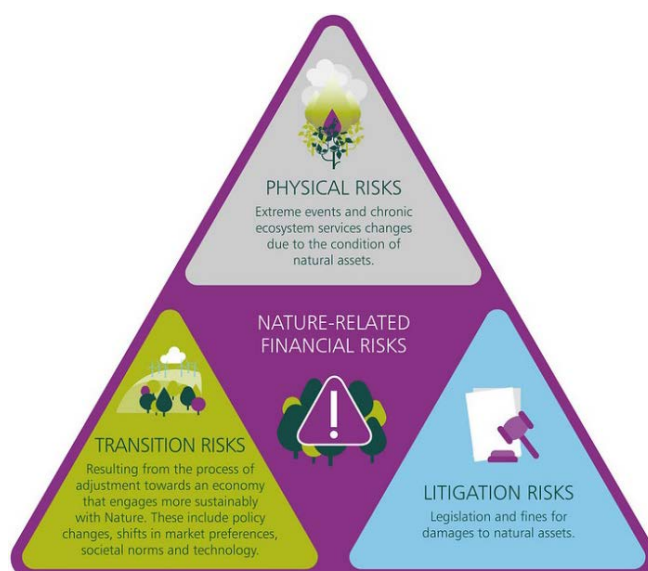 PHYSICAL RISKS
Extreme events and chronic
ecosystem services changes
due to the condition of
natural assets.
NATURE-RELATED
FINANCIAL RISKS
!
TRANSITION RISKS
Resulting from the process of
adjustment towards an economy
that engages more sustainably
with Nature. These include policy
changes, shifts in market preferences,
societal norms and technology.
LITIGATION RISKS
Legislation and fines for
damages to natural assets.